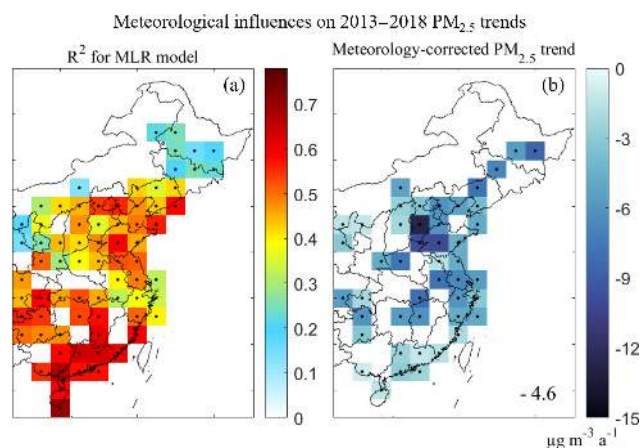 Meteorological influences on 2013–2018 PM2.5 trends
R2 for MLR model
Meteorology-corrected PM2.5 trend
(a)
0.7
0.6
0.5
0.4
0.3
0.2
0.1
0
(b)
- 4.6
0
-3
-6
-9
-12
-15
μg m-3 a-1